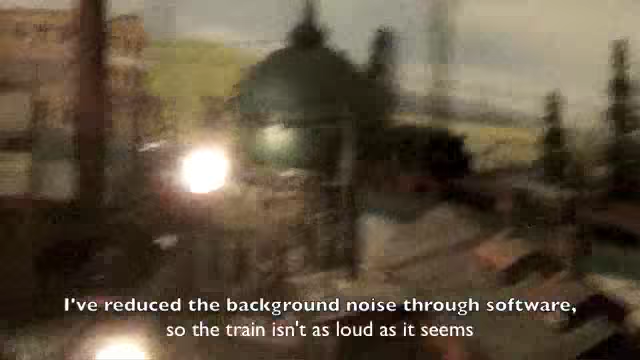 I've reduced the background noise through software,
so the train isn't as loud as it seems